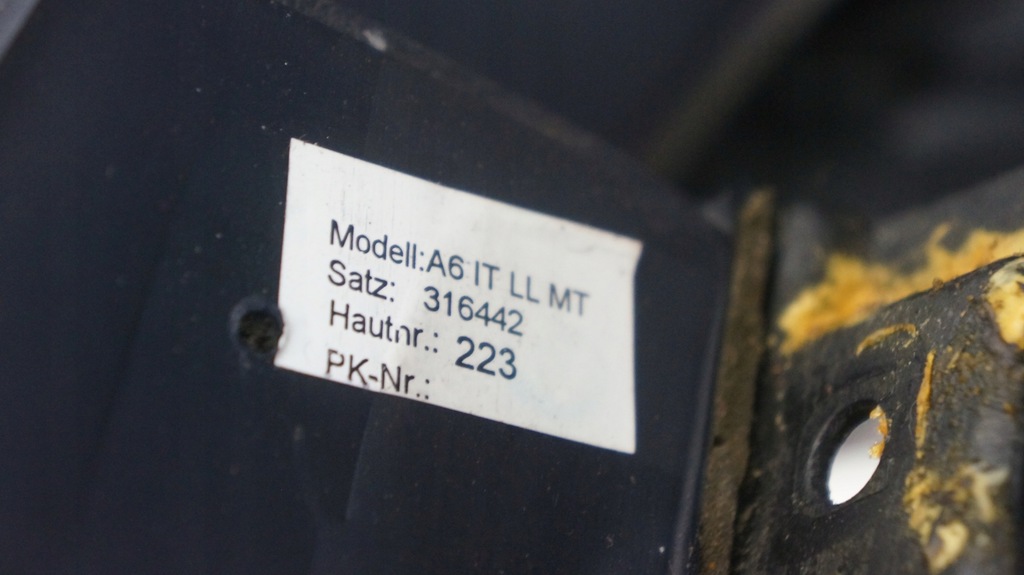 Modell:A6 IT LL MT
Satz: 316442
Hautnr.: 223
PK-Nr.: